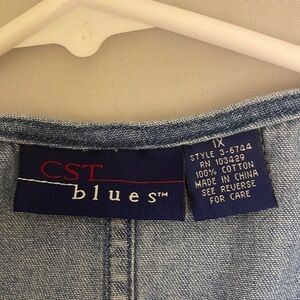 CST
blues™
1X
STYLE 3-6744
RN 103429
100% COTTON
MADE IN CHINA
SEE REVERSE
FOR CARE